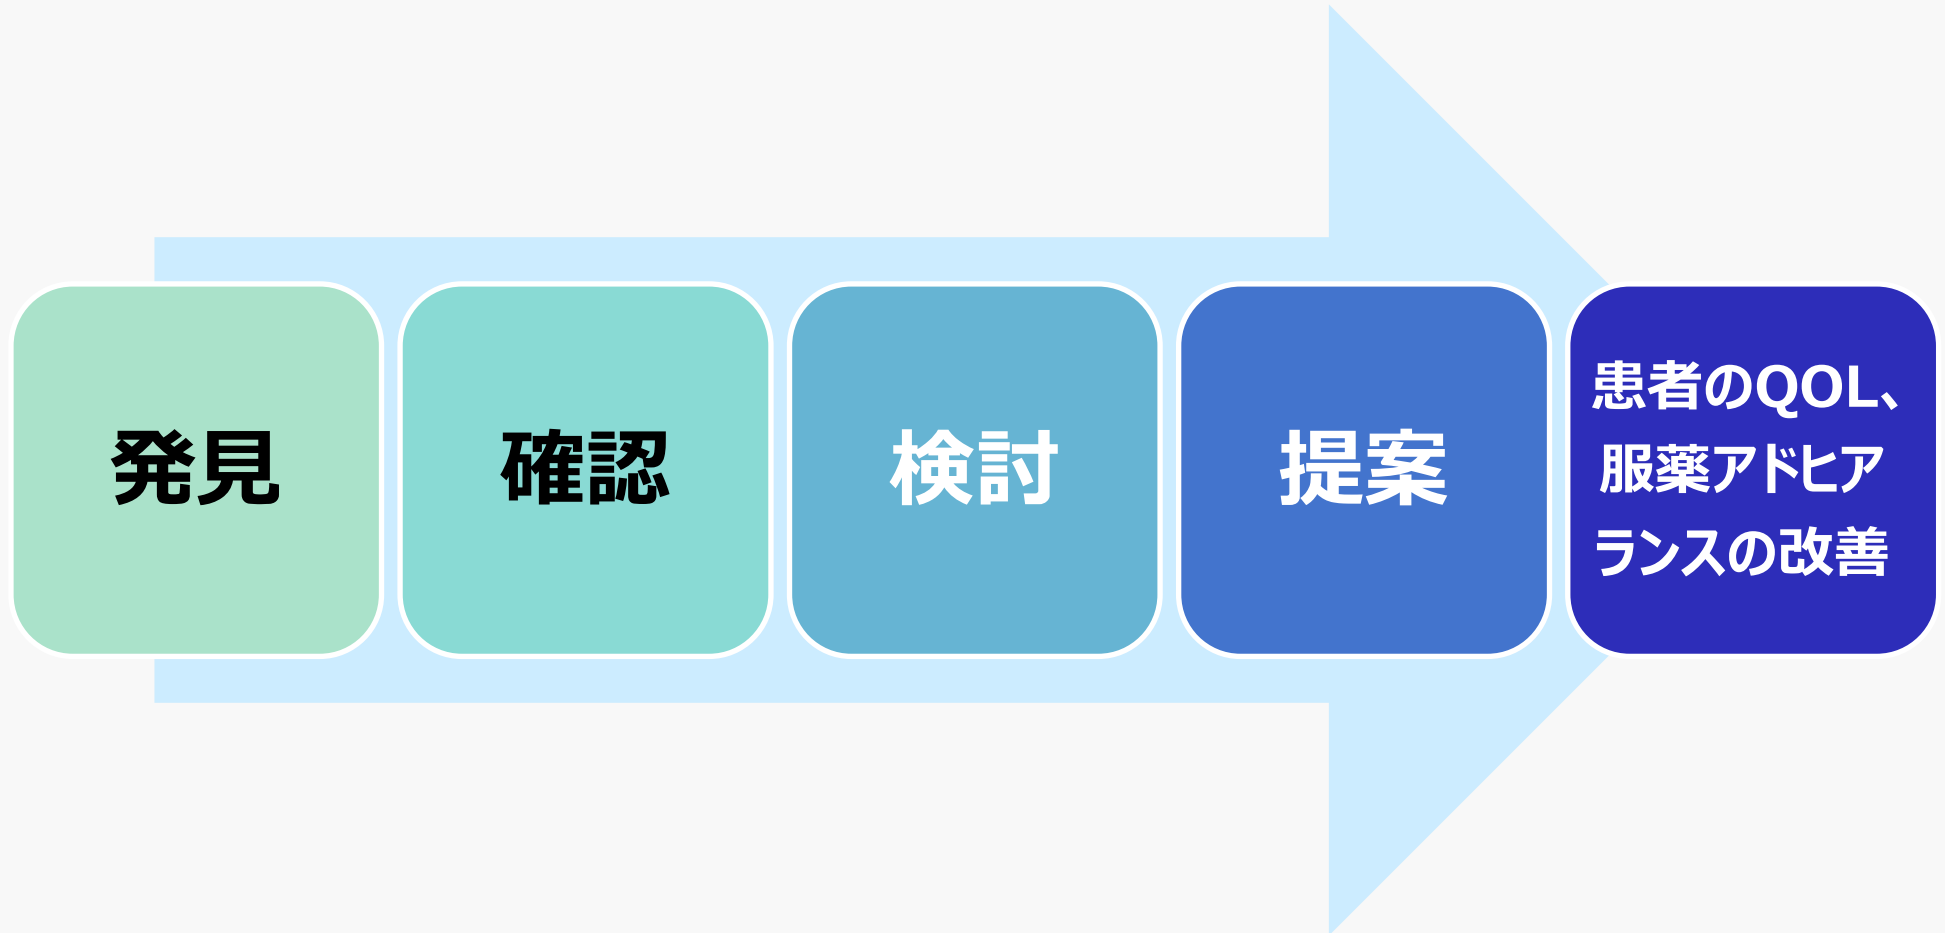 発見
確認
検討
提案
患者のQOL、
服薬アドヒア
ランスの改善